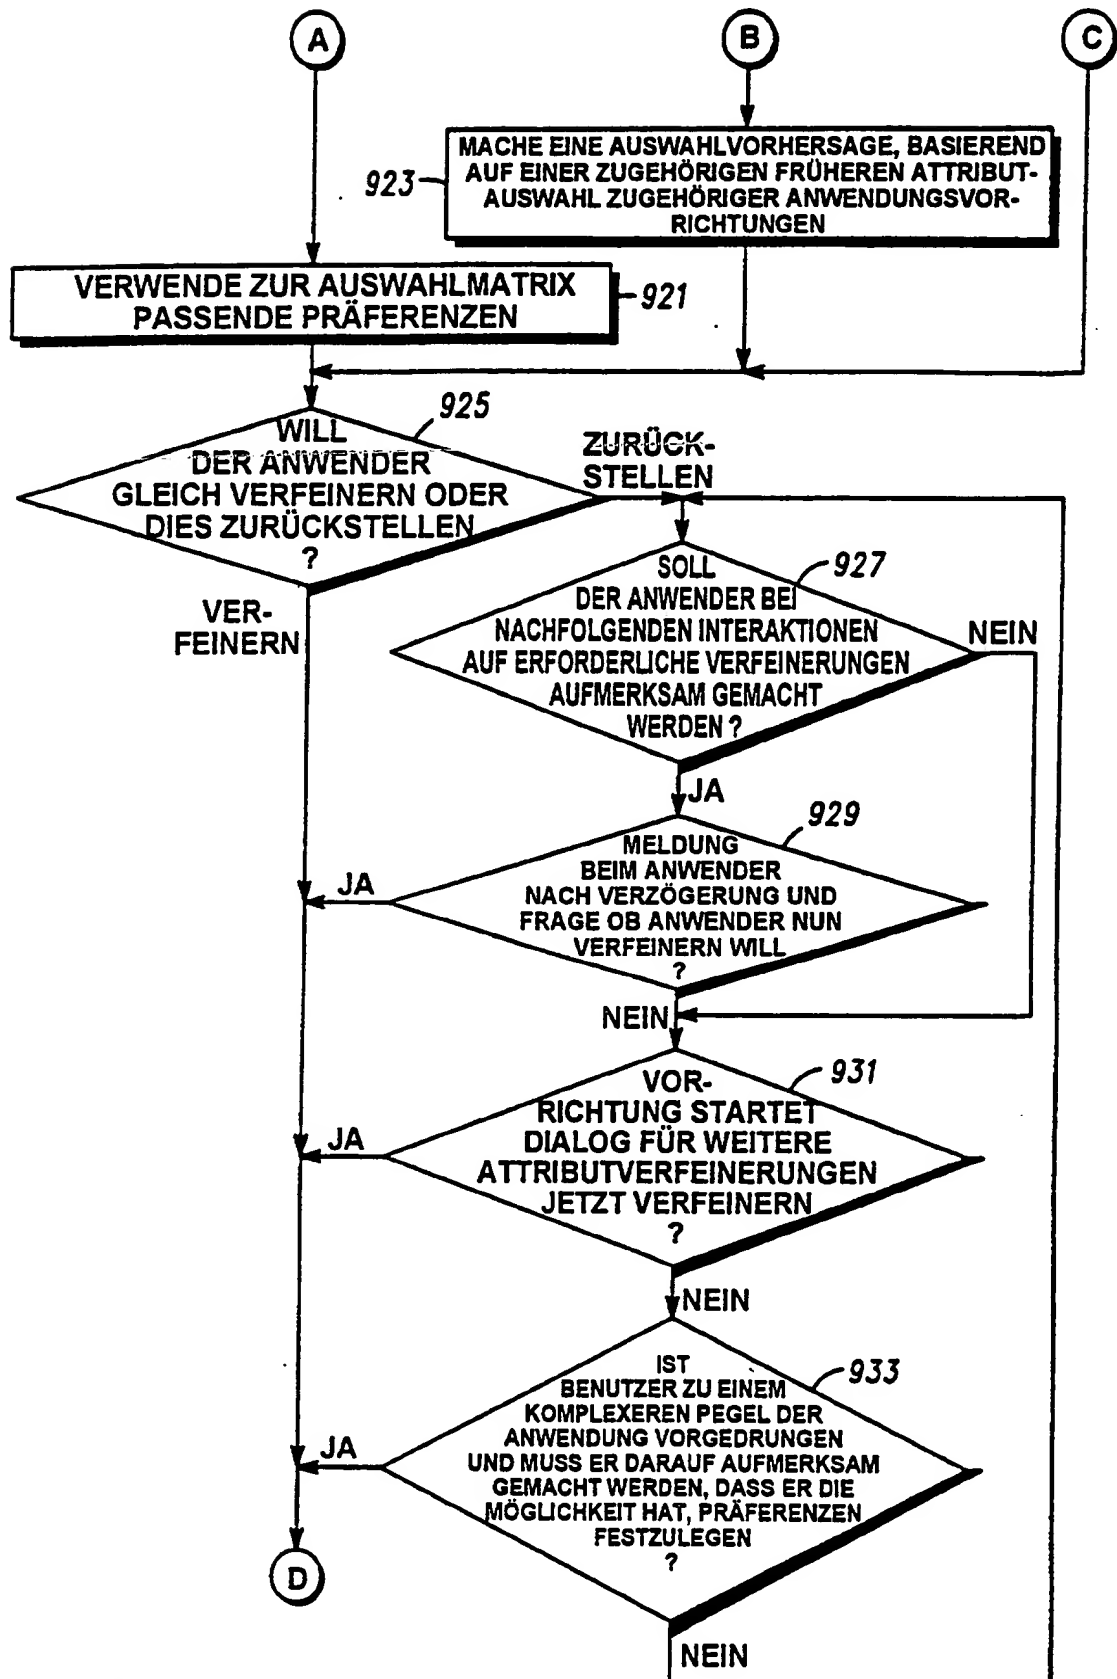 A
B
C
MACHE EINE AUSWAHLVORHERSAGE, BASIEREND
AUF EINER ZUGEHÖRIGEN FRÜHEREN ATTRIBUT-
AUSWAHL ZUGEHÖRIGER ANWENDUNGSVOR-
RICHTUNGEN
923
VERWENDE ZUR AUSWAHLMATRIX
PASSENDE PRÄFERENZEN
921
925
WILL
DER ANWENDER
GLEICH VERFEINERN ODER
DIES ZURÜCKSTELLEN
?
ZURÜCK-
STELLEN
VER-
FEINERN
927
SOLL
DER ANWENDER BEI
NACHFOLGENDEN INTERAKTIONEN
AUF ERFORDERLICHE VERFEINERUNGEN
AUFMERKSAM GEMACHT
WERDEN ?
NEIN
JA
929
MELDUNG
BEIM ANWENDER
NACH VERZÖGERUNG UND
FRAGE OB ANWENDER NUN
VERFEINERN WILL
?
JA
NEIN
931
VOR-
RICHTUNG STARTET
DIALOG FÜR WEITERE
ATTRIBUTVERFEINERUNGEN
JETZT VERFEINERN
?
JA
NEIN
933
IST
BENUTZER ZU EINEM
KOMPLEXEREN PEGEL DER
ANWENDUNG VORGEDRUNGEN
UND MUSS ER DARAUF AUFMERKSAM
GEMACHT WERDEN, DASS ER DIE
MÖGLICHKEIT HAT, PRÄFERENZEN
FESTZULEGEN
?
JA
D
NEIN